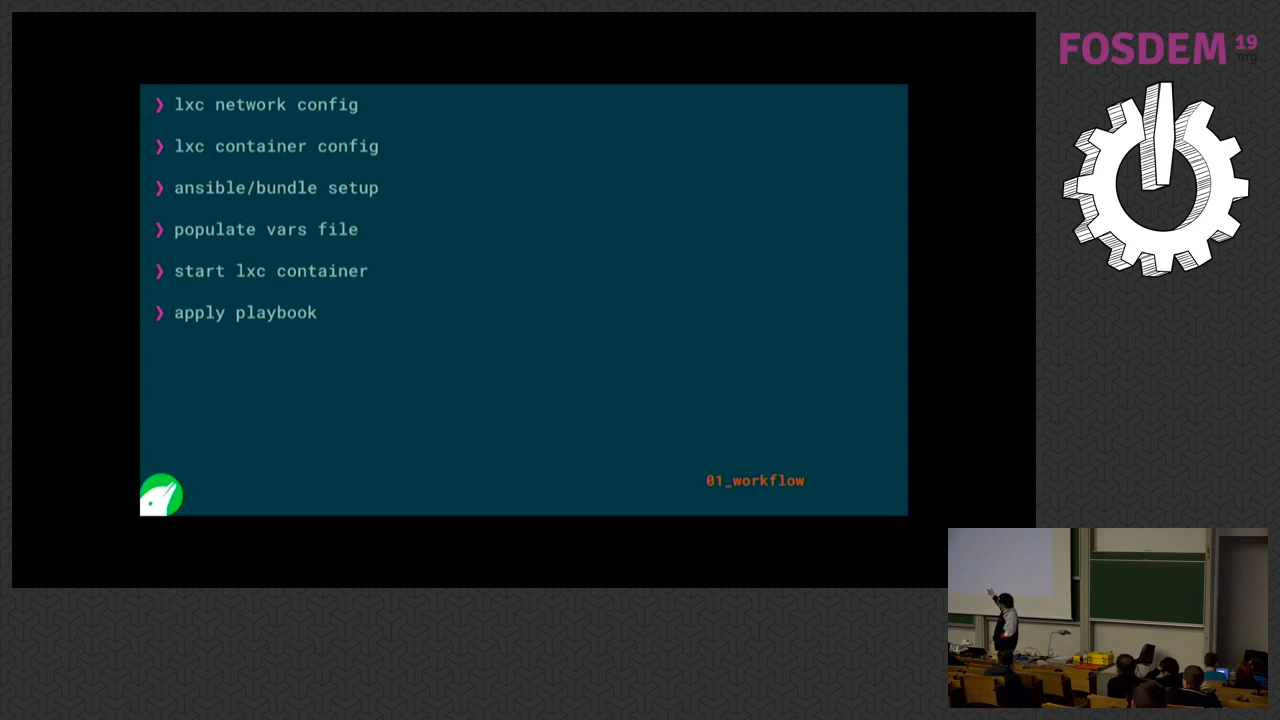 ❯ lxc network config
❯ lxc container config
❯ ansible/bundle setup
❯ populate vars file
❯ start lxc container
❯ apply playbook
01_workflow
FOSDEM 19
.org